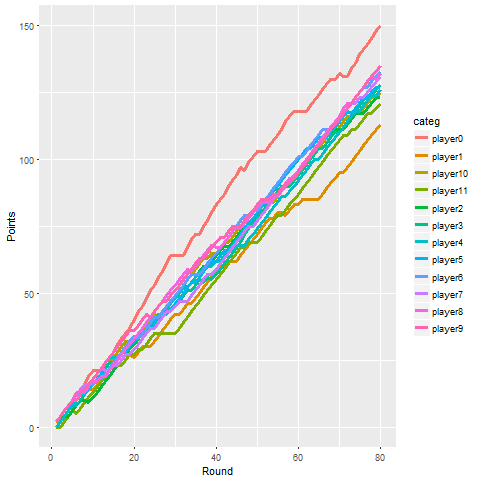 150
100
50
0
0
20
40
60
80
Round
Points
categ
player0
player1
player10
player11
player2
player3
player4
player5
player6
player7
player8
player9